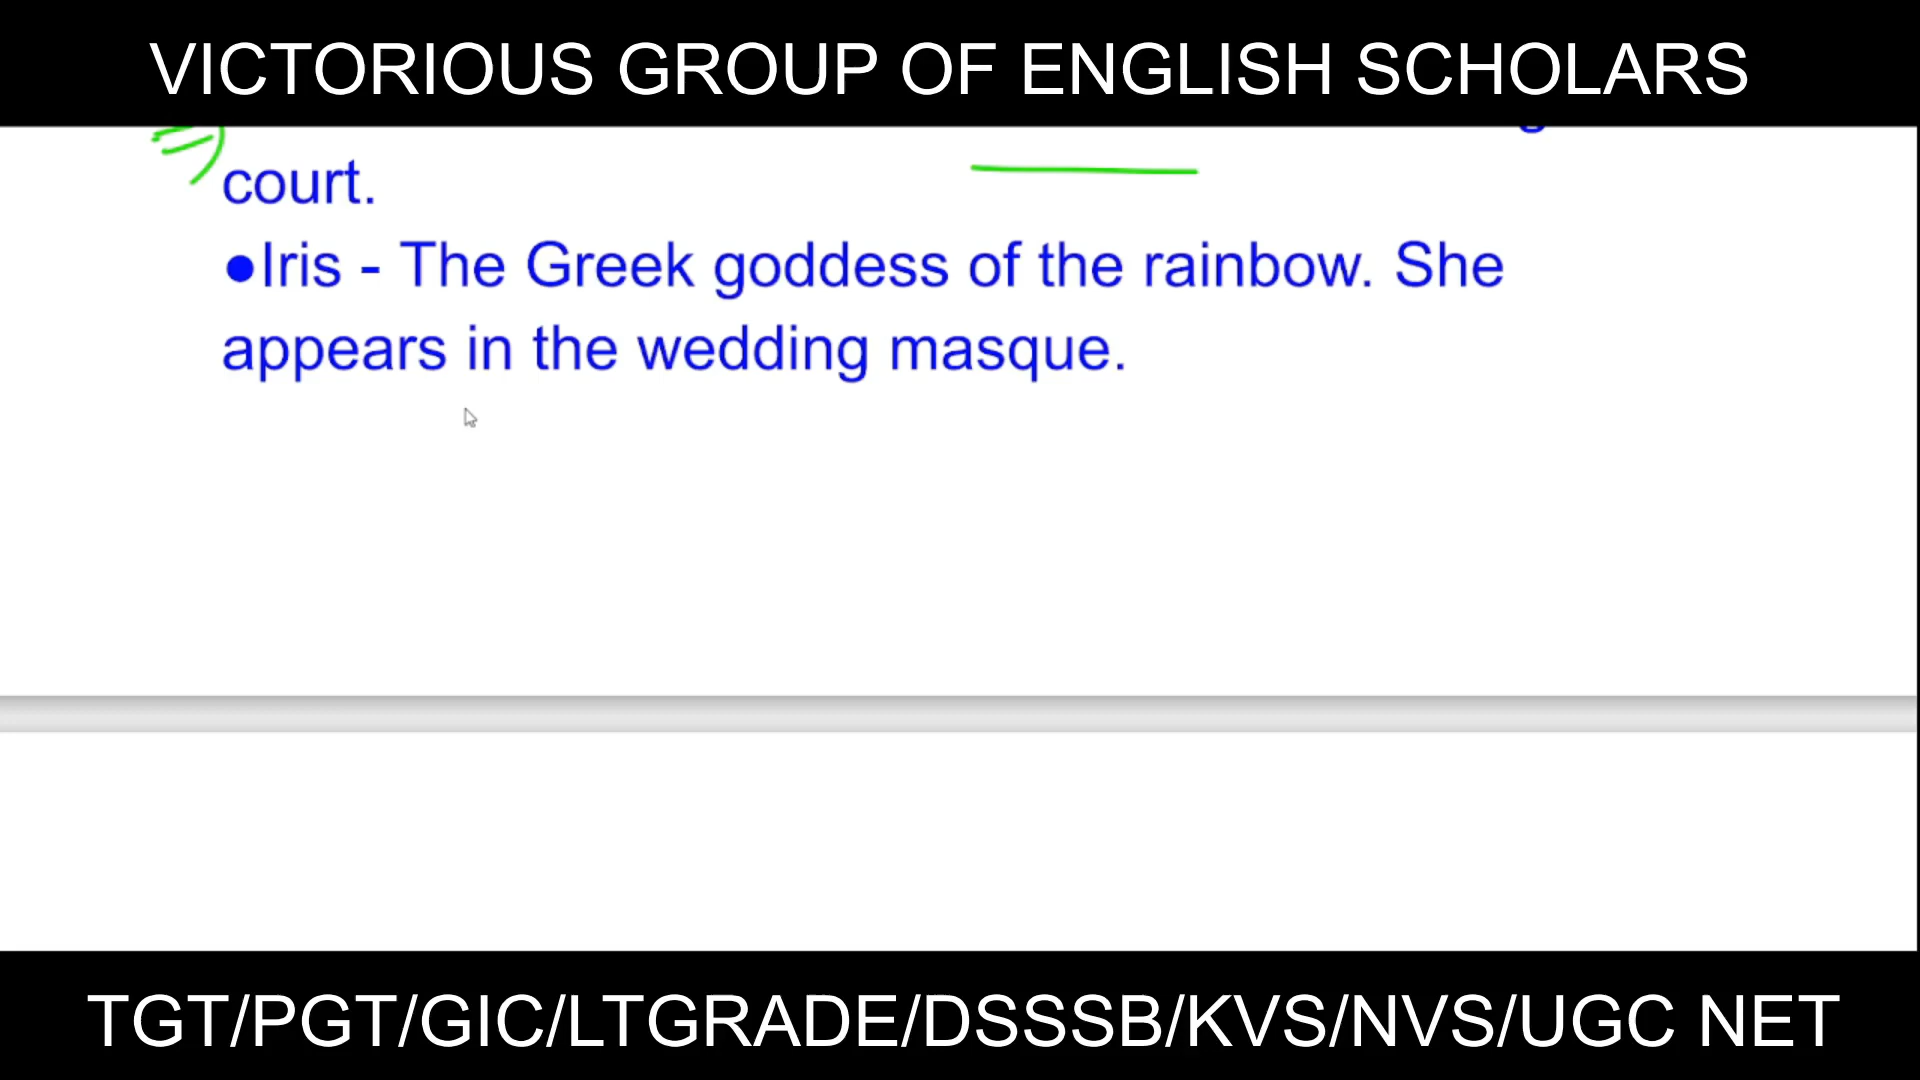 VICTORIOUS GROUP OF ENGLISH SCHOLARS
court.
●Iris - The Greek goddess of the rainbow. She
appears in the wedding masque.
TGT/PGT/GIC/LTGRADE/DSSSB/KVS/NVS/UGC NET